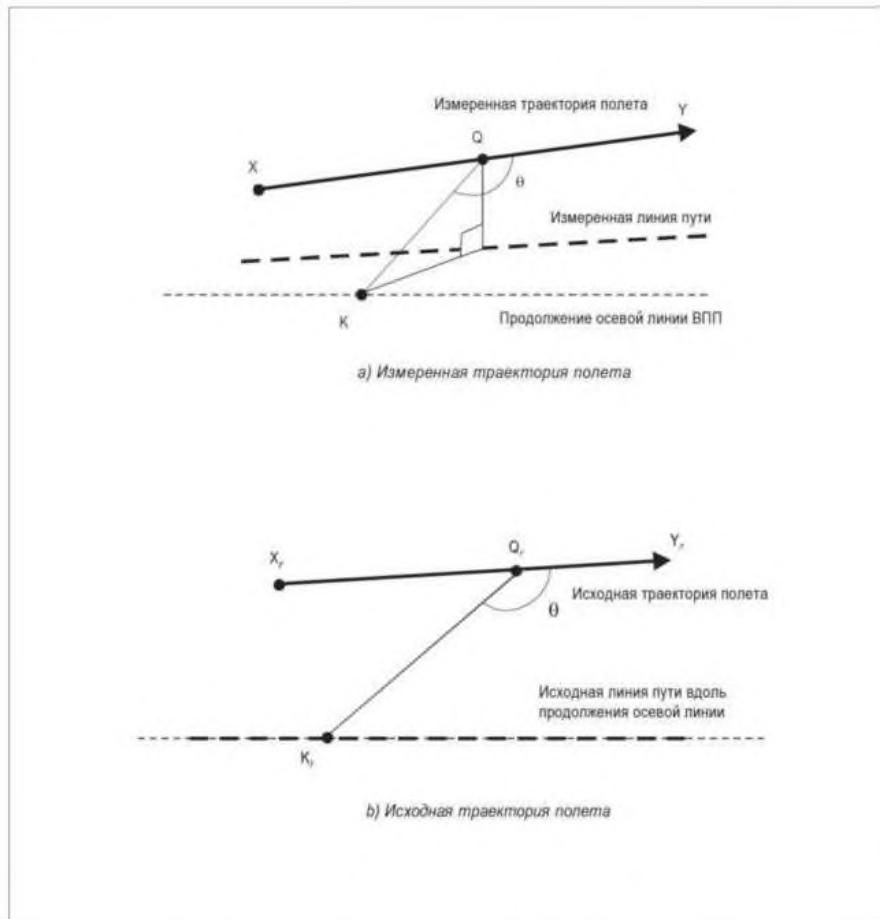 Измеренная траектория полета
Y
Q
X
θ
Измеренная линия пути
K
Продолжение осевой линии ВПП
a) Измеренная траектория полета
Xr
Qr
Yr
Исходная траектория полета
θ
Исходная линия пути вдоль
продолжения осевой линии
Kr
b) Исходная траектория полета